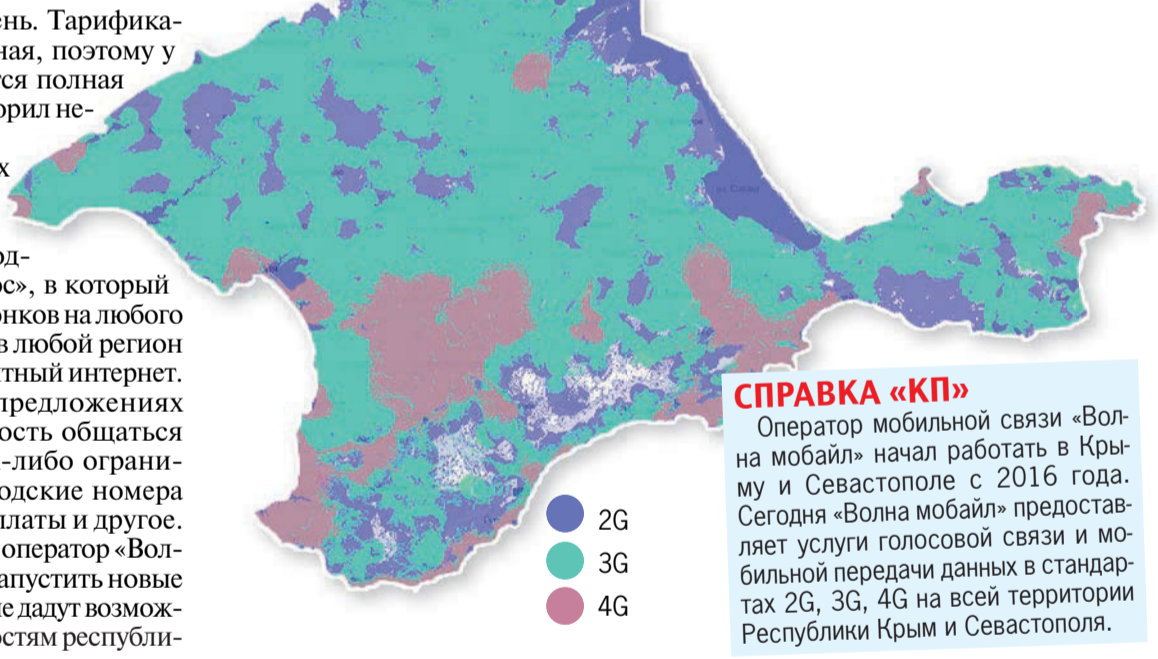 ень. Тарифика-
ная, поэтому у
тся полная
орил не-
х
од-
ос», в который
онков на любого
в любой регион
тный интернет.
предложениях
ость общаться
-либо ограни-
одские номера
платы и другое.
оператор «Вол-
апустить новые
ие дадут возмож-
остям республи-
2G
3G
4G
СПРАВКА «КП»
Оператор мобильной связи «Вол-
на мобайл» начал работать в Кры-
му и Севастополе с 2016 года.
Сегодня «Волна мобайл» предостав-
ляет услуги голосовой связи и мо-
бильной передачи данных в стандар-
тах 2G, 3G, 4G на всей территории
Республики Крым и Севастополя.